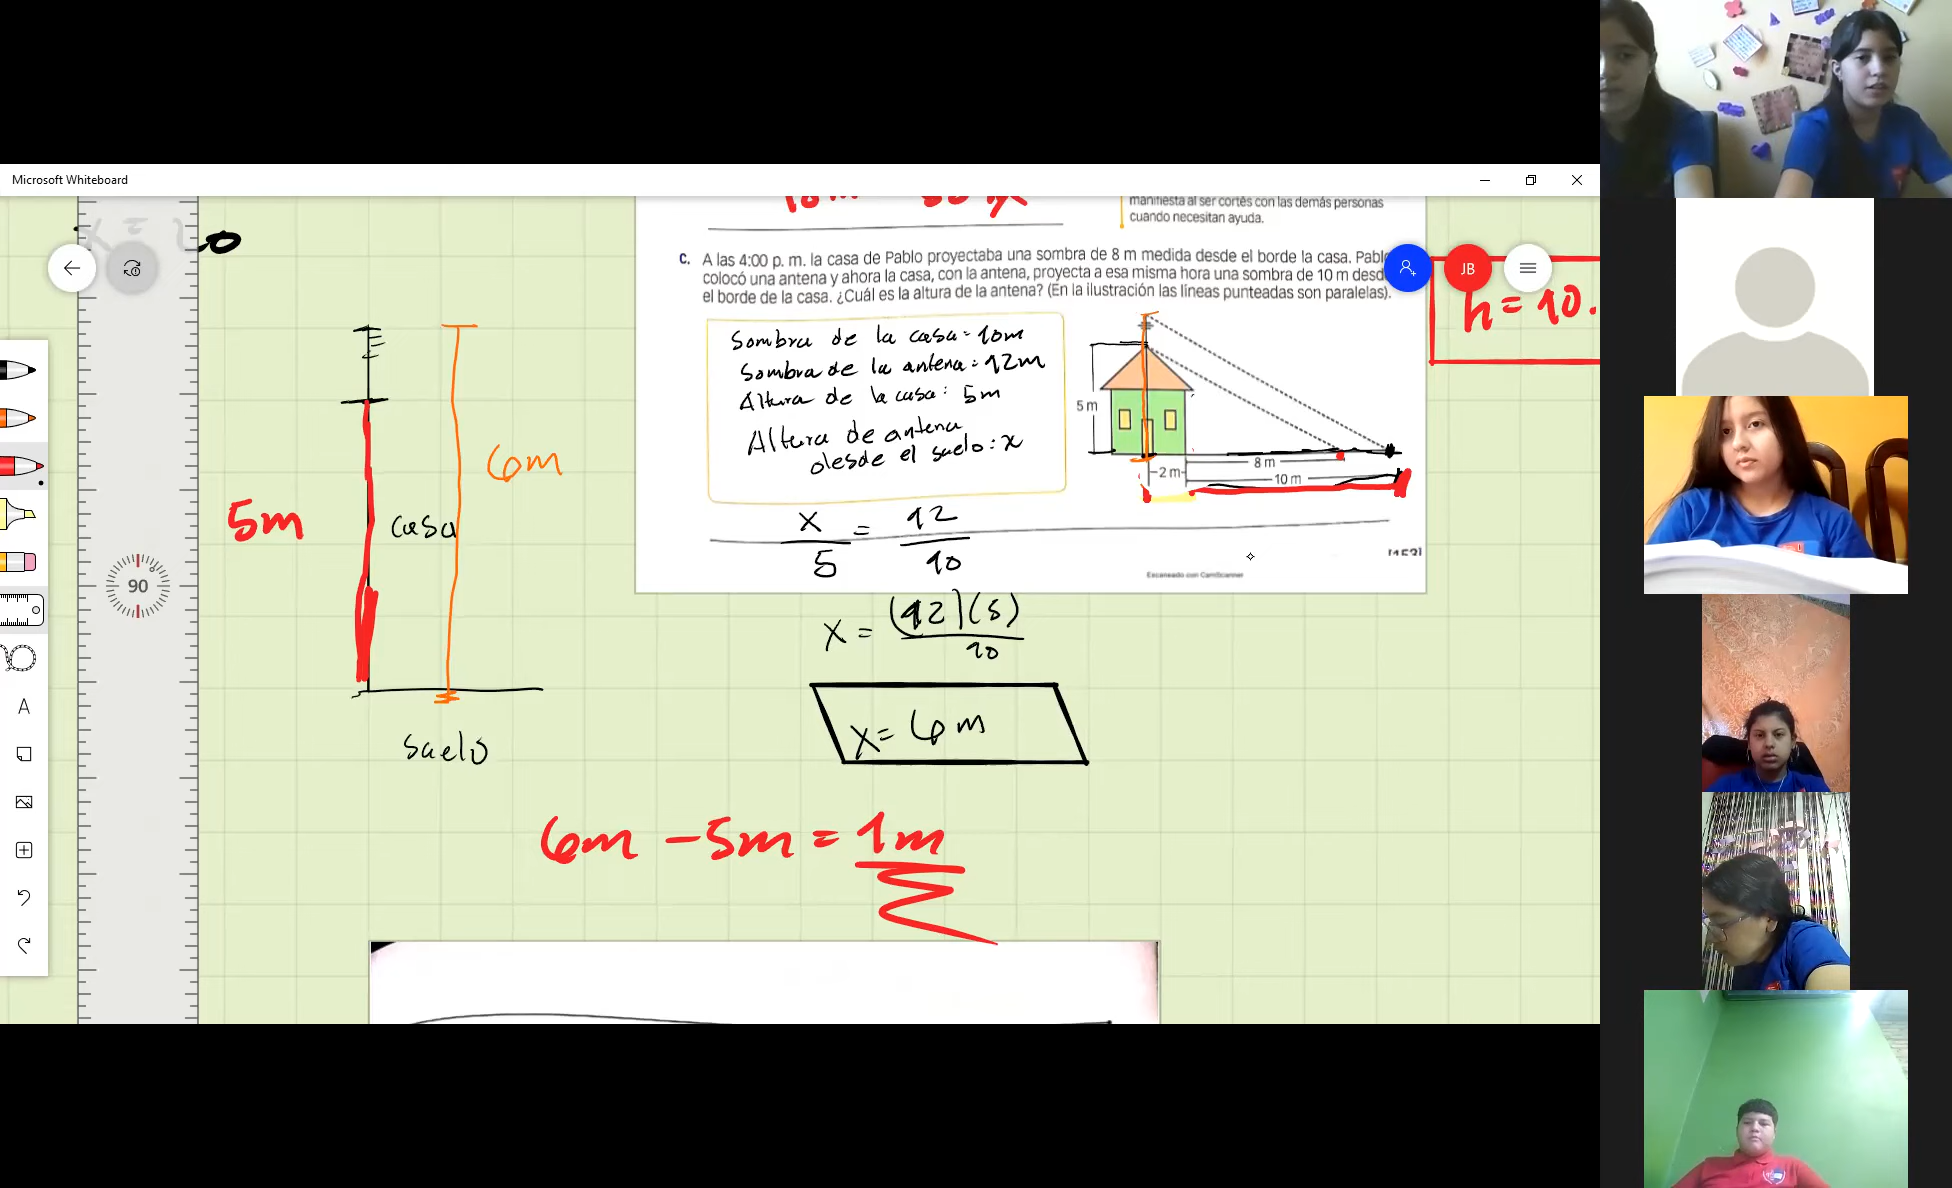 Microsoft Whiteboard
manifiesta al ser cortés con las demás personas
cuando necesitan ayuda.
c. A las 4:00 p. m. la casa de Pablo proyectaba una sombra de 8 m medida desde el borde la casa. Pablo
colocó una antena y ahora la casa, con la antena, proyecta a esa misma hora una sombra de 10 m desd
el borde de la casa. ¿Cuál es la altura de la antena? (En la ilustración las líneas punteadas son paralelas).
JB
h = 10.
Sombra de la casa = 10m
Sombra de la antena = 12m
Altura de la casa: 5m
Altura de antena
desde el suelo: x
5 m
8 m
2 m
10 m
x/5 = 12/10
Escaneado con CamScanner
x = (12)(5)/10
x = 6 m
6m - 5m = 1m
5m
casa
6m
suelo
90
A